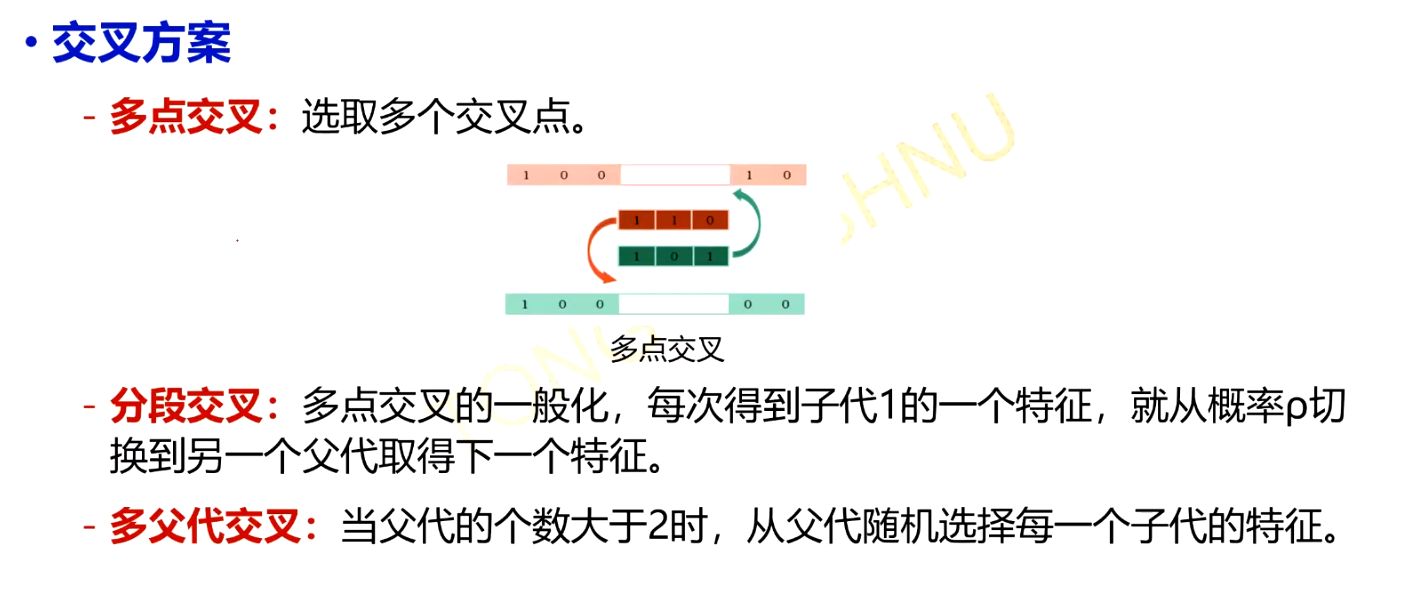 • 交叉方案
- 多点交叉：选取多个交叉点。
1 0 0 1 0
1 1 0
1 0 1
1 0 0 0 0
多点交叉
- 分段交叉：多点交叉的一般化，每次得到子代1的一个特征，就从概率ρ切
换到另一个父代取得下一个特征。
- 多父代交叉：当父代的个数大于2时，从父代随机选择每一个子代的特征。